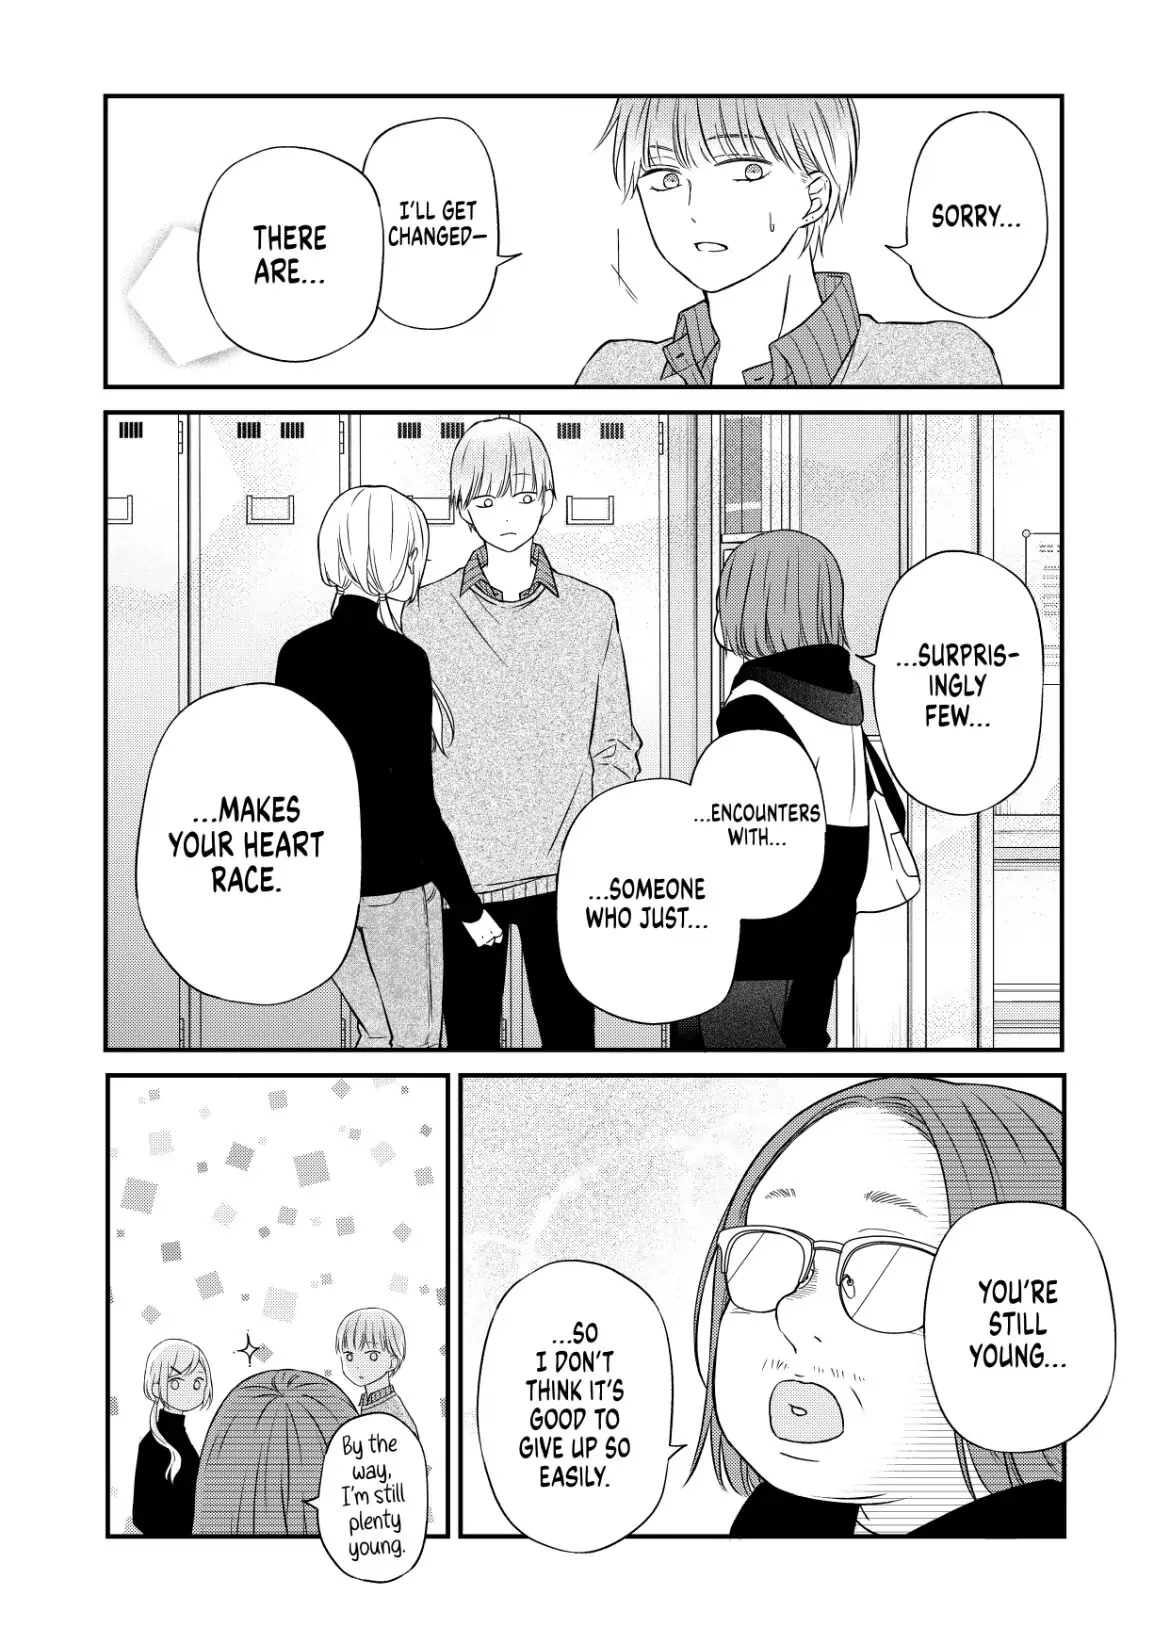 SORRY...
I'LL GET
CHANGED—
THERE
ARE...
...SURPRIS-
INGLY
FEW...
...ENCOUNTERS
WITH...
...SOMEONE
WHO JUST...
...MAKES
YOUR HEART
RACE.
YOU'RE
STILL
YOUNG...
...SO
I DON'T
THINK IT'S
GOOD TO
GIVE UP SO
EASILY.
By the
way,
I'm still
plenty
young.